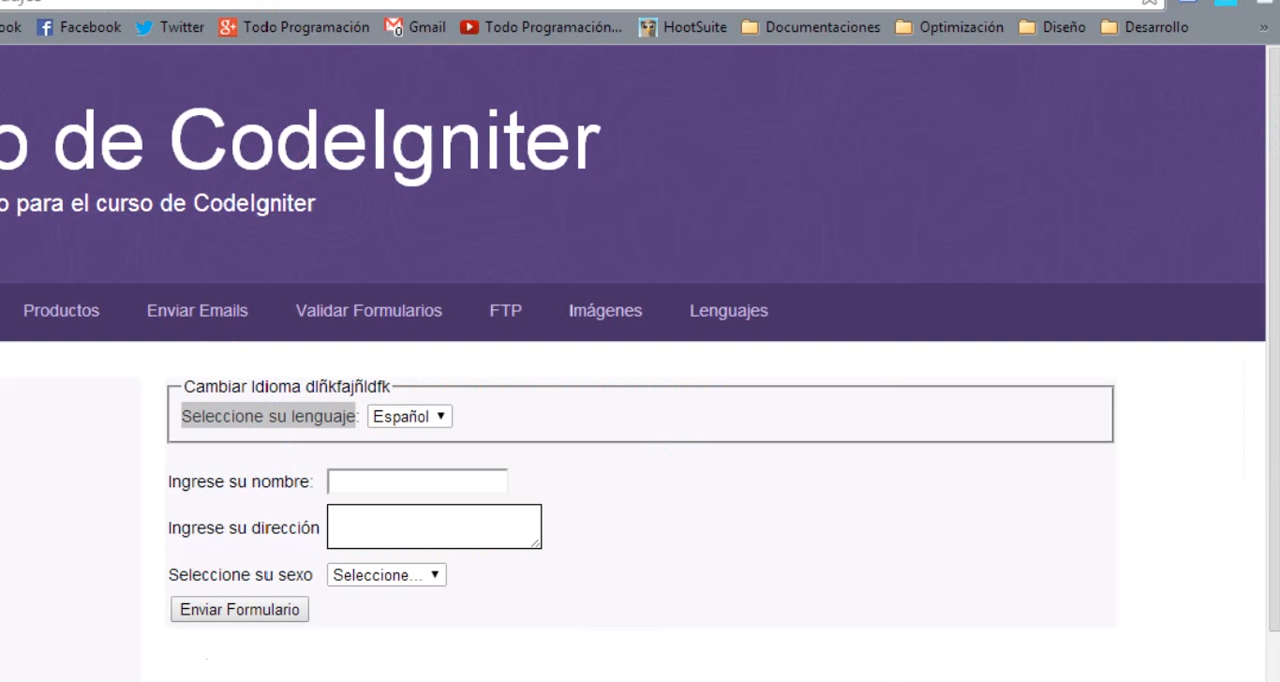 Facebook Twitter Todo Programación Gmail Todo Programación... HootSuite Documentaciones Optimización Diseño Desarrollo »
o de CodeIgniter
o para el curso de CodeIgniter
Productos Enviar Emails Validar Formularios FTP Imágenes Lenguajes
Cambiar Idioma dlñkfajñldfk
Seleccione su lenguaje: Español
Ingrese su nombre:
Ingrese su dirección
Seleccione su sexo Seleccione...
Enviar Formulario